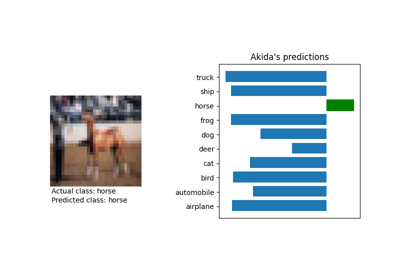 Akida's predictions
truck
ship
horse
frog
dog
deer
cat
bird
automobile
airplane
Actual class: horse
Predicted class: horse